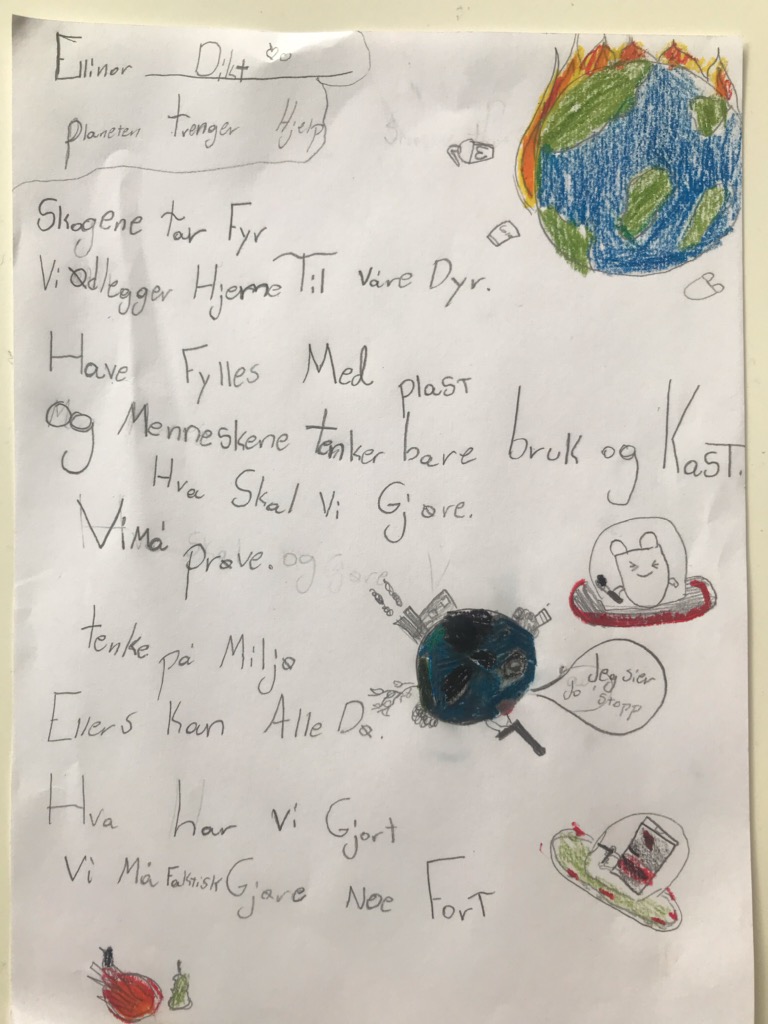 Ellinor Dikt
planeten trenger Hjelp
Skogene tar Fyr
Vi ødlegger Hjeme Til våre Dyr.
Have Fylles Med plast
og Menneskene tenker bare bruk og Kast.
Hva Skal Vi Gjøre.
Vi Må prøve.
tenke på Miljø
Ellers Kan Alle Dø.
Jeg sier
jo stopp
Hva har vi Gjort
Vi Må Faktisk Gjøre Noe Fort